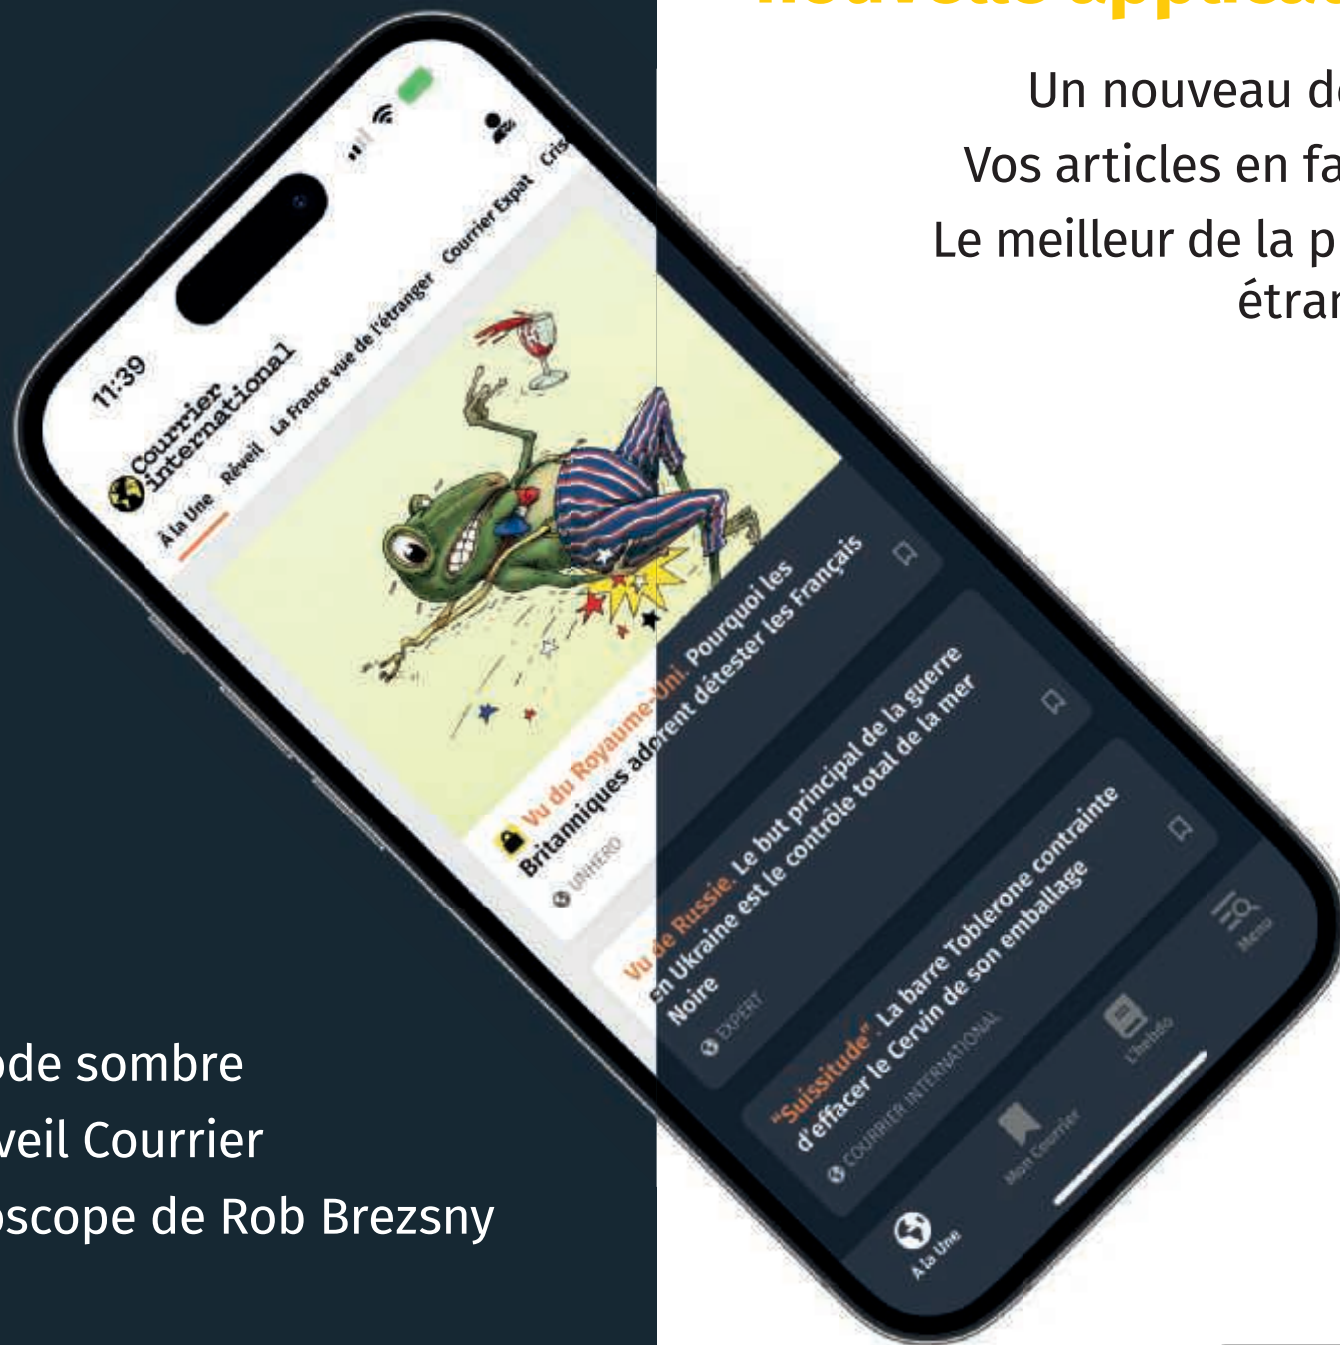 nouvelle applicat
Un nouveau de
Vos articles en fa
Le meilleur de la p
étran
11:39
Courrier
international
À la Une Réveil La France vue de l'étranger Courrier Expat Cris
Vu du Royaume-Uni. Pourquoi les
Britanniques adorent détester les Français
UNHERD
Vu de Russie. Le but principal de la guerre
en Ukraine est le contrôle total de la mer
Noire
EXPERT
"Suissitude". La barre Toblerone contrainte
d'effacer le Cervin de son emballage
COURRIER INTERNATIONAL
A la Une Mon Courrier L'hebdo Menu
ode sombre
veil Courrier
oscope de Rob Brezsny